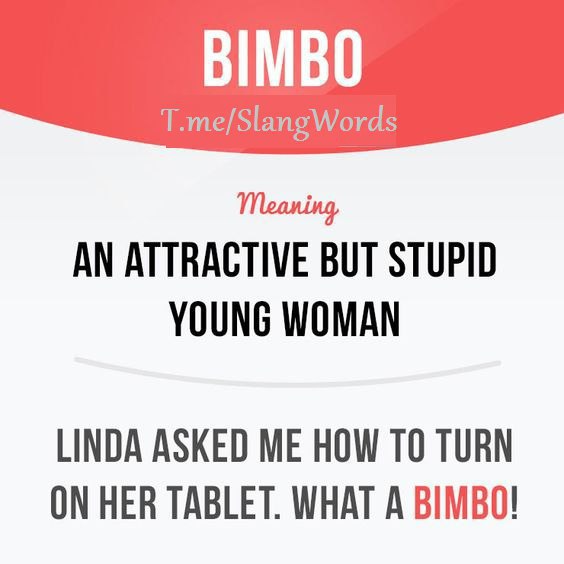 BIMBO
T.me/SlangWords
Meaning
AN ATTRACTIVE BUT STUPID
YOUNG WOMAN
LINDA ASKED ME HOW TO TURN
ON HER TABLET. WHAT A BIMBO!